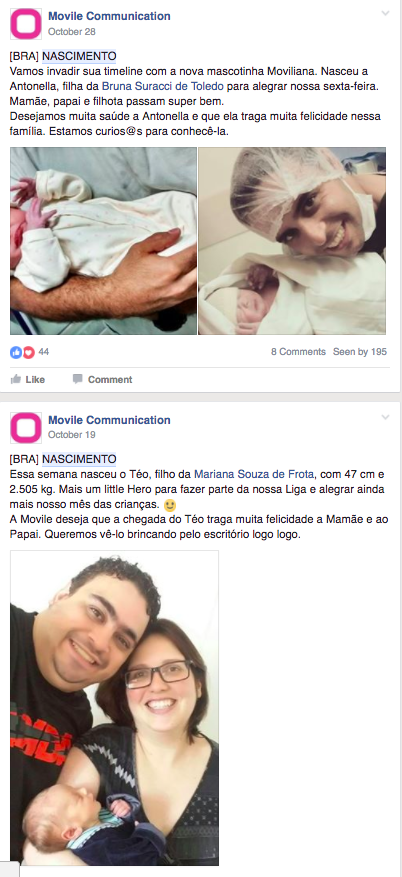 Movile Communication
October 28
[BRA] NASCIMENTO
Vamos invadir sua timeline com a nova mascotinha Moviliana. Nasceu a
Antonella, filha da Bruna Suracci de Toledo para alegrar nossa sexta-feira.
Mamãe, papai e filhota passam super bem.
Desejamos muita saúde a Antonella e que ela traga muita felicidade nessa
família. Estamos curios@s para conhecê-la.
44
8 Comments Seen by 195
Like Comment
Movile Communication
October 19
[BRA] NASCIMENTO
Essa semana nasceu o Téo, filho da Mariana Souza de Frota, com 47 cm e
2.505 kg. Mais um little Hero para fazer parte da nossa Liga e alegrar ainda
mais nosso mês das crianças.
A Movile deseja que a chegada do Téo traga muita felicidade a Mamãe e ao
Papai. Queremos vê-lo brincando pelo escritório logo logo.